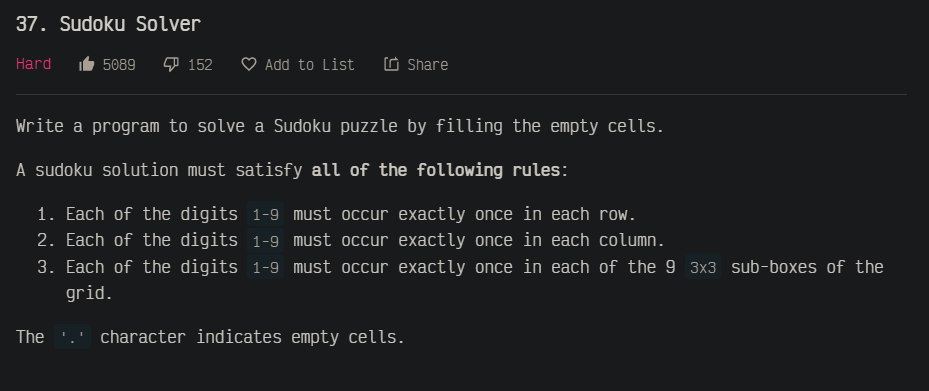 37. Sudoku Solver
Hard 5089 152 Add to List Share
Write a program to solve a Sudoku puzzle by filling the empty cells.
A sudoku solution must satisfy all of the following rules:
1. Each of the digits 1-9 must occur exactly once in each row.
2. Each of the digits 1-9 must occur exactly once in each column.
3. Each of the digits 1-9 must occur exactly once in each of the 9 3x3 sub-boxes of the
grid.
The '.' character indicates empty cells.